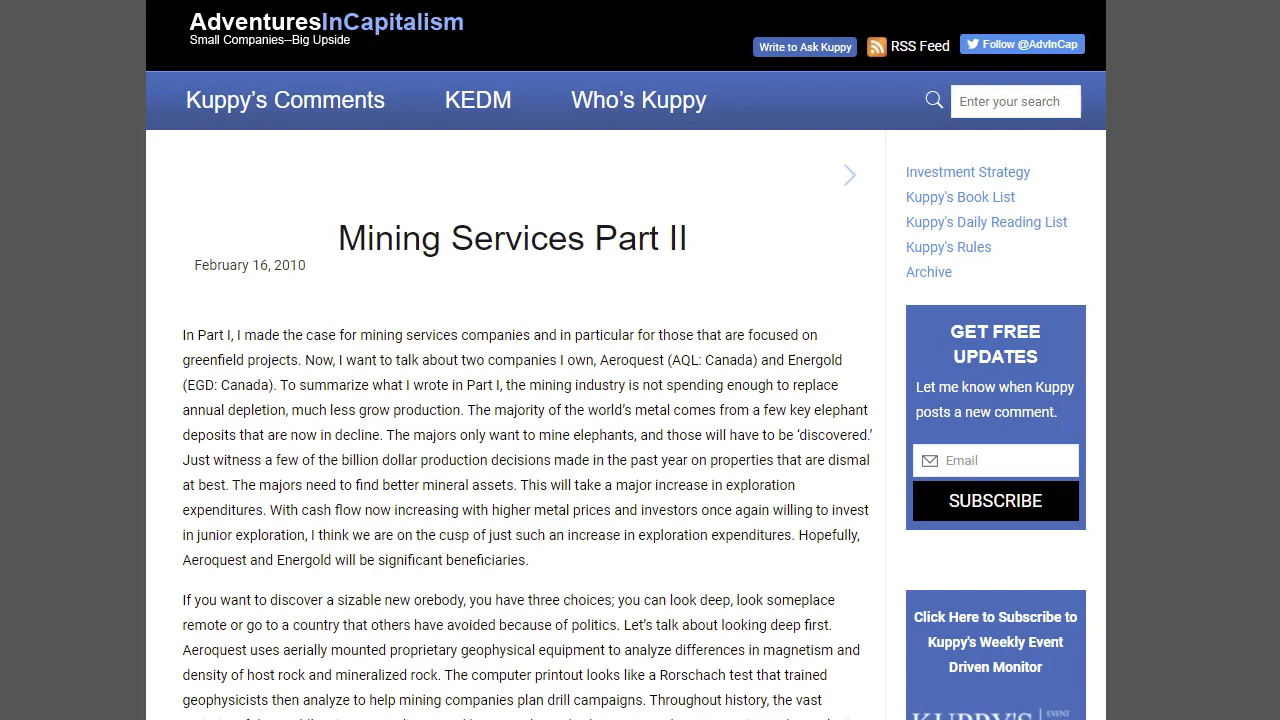 AdventuresInCapitalism
Small Companies--Big Upside
Write to Ask Kuppy
RSS Feed
Follow @AdvInCap
Kuppy's Comments
KEDM
Who's Kuppy
Enter your search
Mining Services Part II
February 16, 2010
In Part I, I made the case for mining services companies and in particular for those that are focused on
greenfield projects. Now, I want to talk about two companies I own, Aeroquest (AQL: Canada) and Energold
(EGD: Canada). To summarize what I wrote in Part I, the mining industry is not spending enough to replace
annual depletion, much less grow production. The majority of the world's metal comes from a few key elephant
deposits that are now in decline. The majors only want to mine elephants, and those will have to be 'discovered.'
Just witness a few of the billion dollar production decisions made in the past year on properties that are dismal
at best. The majors need to find better mineral assets. This will take a major increase in exploration
expenditures. With cash flow now increasing with higher metal prices and investors once again willing to invest
in junior exploration, I think we are on the cusp of just such an increase in exploration expenditures. Hopefully,
Aeroquest and Energold will be significant beneficiaries.
If you want to discover a sizable new orebody, you have three choices; you can look deep, look someplace
remote or go to a country that others have avoided because of politics. Let's talk about looking deep first.
Aeroquest uses aerially mounted proprietary geophysical equipment to analyze differences in magnetism and
density of host rock and mineralized rock. The computer printout looks like a Rorschach test that trained
geophysicists then analyze to help mining companies plan drill campaigns. Throughout history, the vast
Investment Strategy
Kuppy's Book List
Kuppy's Daily Reading List
Kuppy's Rules
Archive
GET FREE
UPDATES
Let me know when Kuppy
posts a new comment.
Email
SUBSCRIBE
Click Here to Subscribe to
Kuppy's Weekly Event
Driven Monitor
KUPPY'S
EVENT